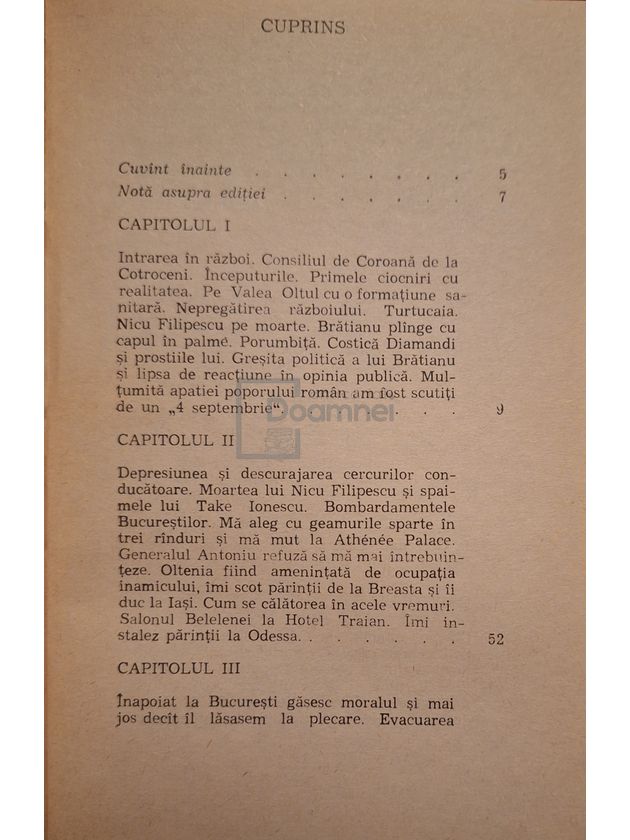 CUPRINS
Cuvînt înainte . . . . . . . . 5
Notă asupra ediției . . . . . . . 7
CAPITOLUL I
Intrarea în război. Consiliul de Coroană de la
Cotroceni. Începuturile. Primele ciocniri cu
realitatea. Pe Valea Oltul cu o formațiune sa-
nitară. Nepregătirea războiului. Turtucaia.
Nicu Filipescu pe moarte. Brătianu plînge cu
capul în palme. Porumbiță. Costică Diamandi
și prostiile lui. Greșita politică a lui Brătianu
și lipsa de reacțiune în opinia publică. Mul-
țumită apatiei poporului român am fost scutiți
de un „4 septembrie“. . . . . . . 9
Doamnei
CAPITOLUL II
Depresiunea și descurajarea cercurilor con-
ducătoare. Moartea lui Nicu Filipescu și spai-
mele lui Take Ionescu. Bombardamentele
Bucureștilor. Mă aleg cu geamurile sparte în
trei rînduri și mă mut la Athénée Palace.
Generalul Antoniu refuză să mă mai întrebuin-
țeze. Oltenia fiind amenințată de ocupația
inamicului, îmi scot părinții de la Breasta și îi
duc la Iași. Cum se călătorea în acele vremuri.
Salonul Belelenei la Hotel Traian. Îmi in-
stalez părinții la Odessa. . . . . . . 52
CAPITOLUL III
Înapoiat la București găsesc moralul și mai
jos decît îl lăsasem la plecare. Evacuarea